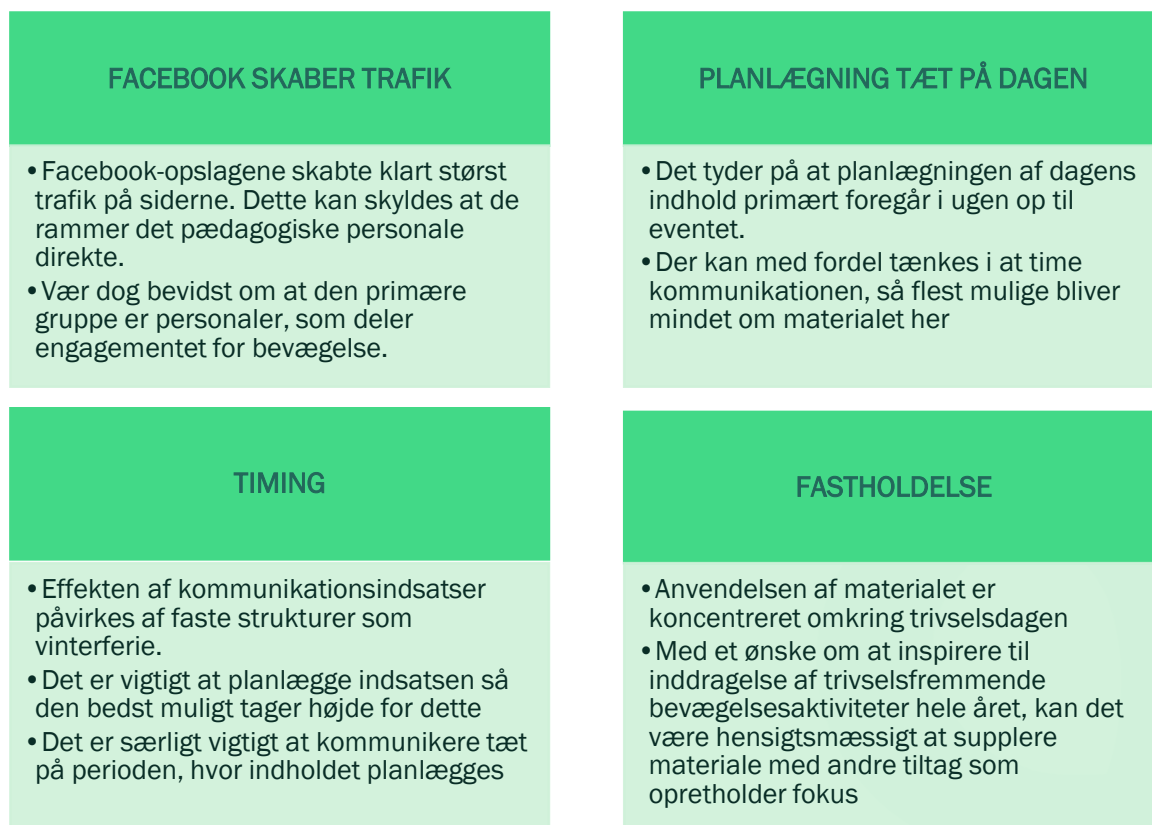 FACEBOOK SKABER TRAFIK
•Facebook-opslagene skabte klart størst
trafik på siderne. Dette kan skyldes at de
rammer det pædagogiske personale
direkte.
•Vær dog bevidst om at den primære
gruppe er personaler, som deler
engagementet for bevægelse.
PLANLÆGNING TÆT PÅ DAGEN
•Det tyder på at planlægningen af dagens
indhold primært foregår i ugen op til
eventet.
•Der kan med fordel tænkes i at time
kommunikationen, så flest mulige bliver
mindet om materialet her
TIMING
•Effekten af kommunikationsindsatser
påvirkes af faste strukturer som
vinterferie.
•Det er vigtigt at planlægge indsatsen så
den bedst muligt tager højde for dette
•Det er særligt vigtigt at kommunikere tæt
på perioden, hvor indholdet planlægges
FASTHOLDELSE
•Anvendelsen af materialet er
koncentreret omkring trivselsdagen
•Med et ønske om at inspirere til
inddragelse af trivselsfremmende
bevægelsesaktiviteter hele året, kan det
være hensigtsmæssigt at supplere
materiale med andre tiltag som
opretholder fokus